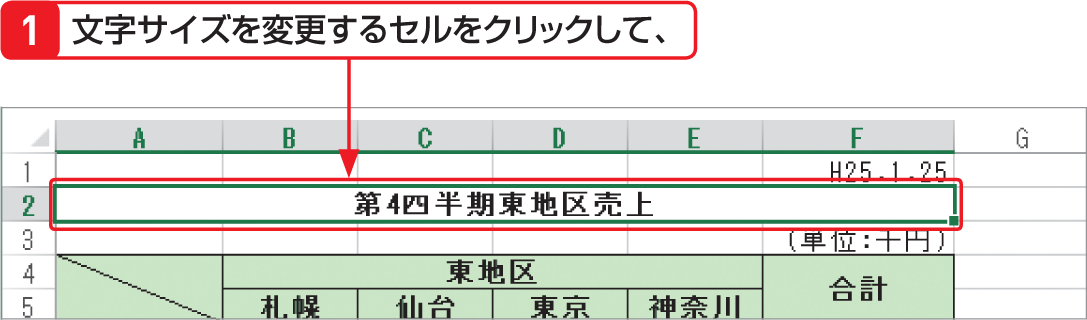 1 文字サイズを変更するセルをクリックして、
A B C D E F G
1 H25.1.25
2 第4四半期東地区売上
3 (単位:千円)
4 東地区 合計
5 札幌 仙台 東京 神奈川